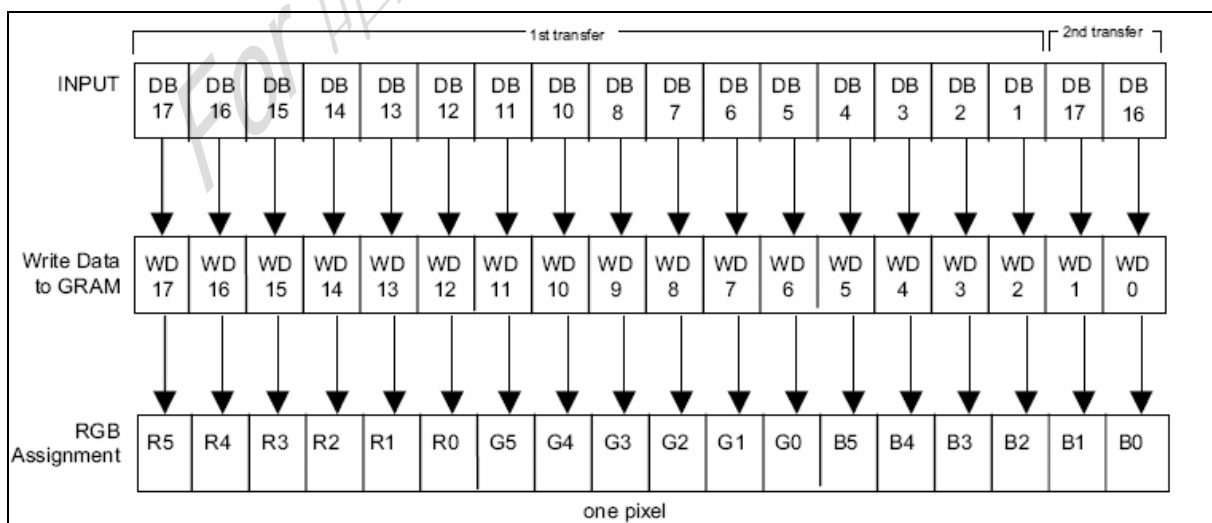 1st transfer 2nd transfer
INPUT DB 17 DB 16 DB 15 DB 14 DB 13 DB 12 DB 11 DB 10 DB 8 DB 7 DB 6 DB 5 DB 4 DB 3 DB 2 DB 1 DB 17 DB 16
Write Data to GRAM WD 17 WD 16 WD 15 WD 14 WD 13 WD 12 WD 11 WD 10 WD 9 WD 8 WD 7 WD 6 WD 5 WD 4 WD 3 WD 2 WD 1 WD 0
RGB Assignment R5 R4 R3 R2 R1 R0 G5 G4 G3 G2 G1 G0 B5 B4 B3 B2 B1 B0
one pixel
For